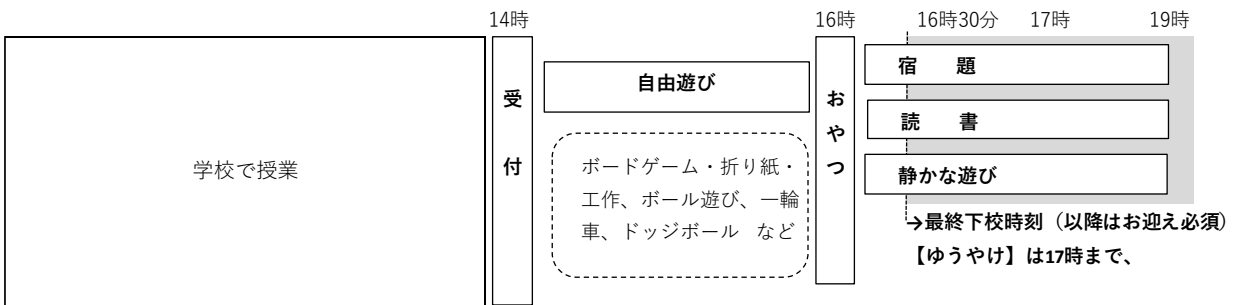 14時
16時
16時30分
17時
19時
学校で授業
受付
自由遊び
ボードゲーム・折り紙・
工作、ボール遊び、一輪
車、ドッジボール　など
おやつ
宿　題
読　書
静かな遊び
→最終下校時刻（以降はお迎え必須）
【ゆうやけ】は17時まで、